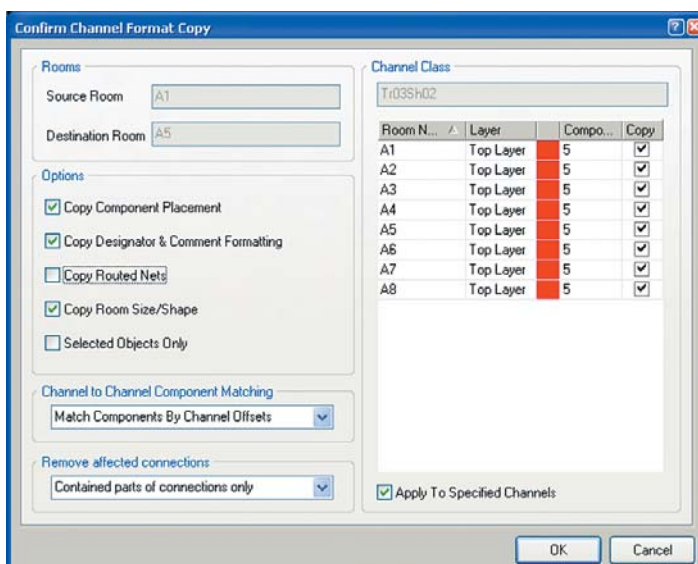 Confirm Channel Format Copy
Rooms
Source Room A1
Destination Room A5
Options
Copy Component Placement
Copy Designator & Comment Formatting
Copy Routed Nets
Copy Room Size/Shape
Selected Objects Only
Channel to Channel Component Matching
Match Components By Channel Offsets
Remove affected connections
Contained parts of connections only
Channel Class
Tr03Sh02
Room N... Layer Compo... Copy
A1 Top Layer 5
A2 Top Layer 5
A3 Top Layer 5
A4 Top Layer 5
A5 Top Layer 5
A6 Top Layer 5
A7 Top Layer 5
A8 Top Layer 5
Apply To Specified Channels
OK Cancel